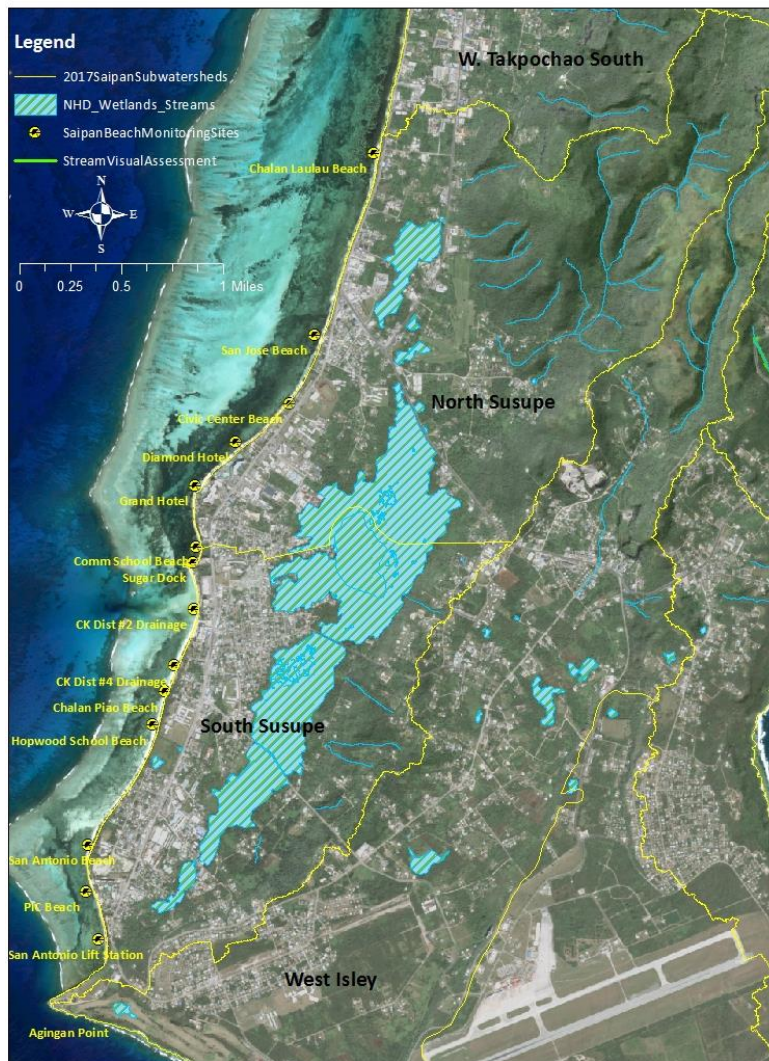 Legend
2017SaipanSubwatersheds
NHD_Wetlands_Streams
SaipanBeachMonitoringSites
StreamVisualAssessment
N
W E
S
0 0.25 0.5 1 Miles
W. Takpochao South
Chalan Laulau Beach
San Jose Beach
North Susupe
Civic Center Beach
Diamond Hotel
Grand Hotel
Comm School Beach
Sugar Dock
CK Dist #2 Drainage
CK Dist #4 Drainage
Chalan Piao Beach
South Susupe
Hopwood School Beach
San Antonio Beach
PIC Beach
San Antonio Lift Station
West Isley
Agingan Point